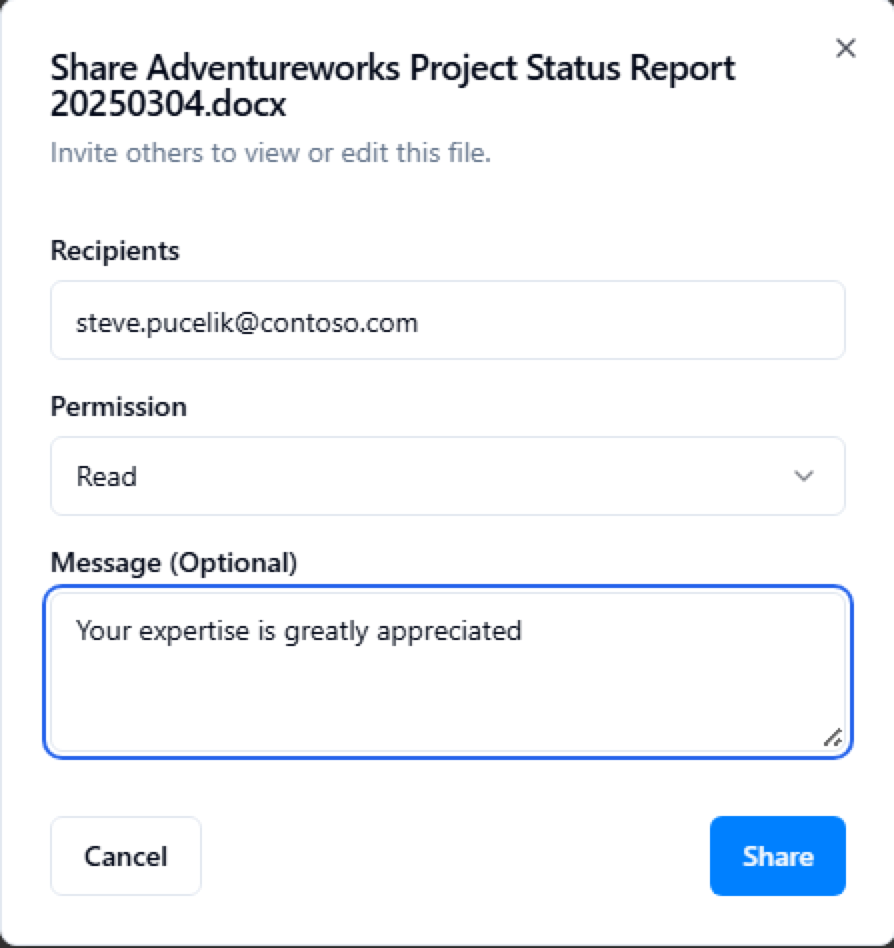 Share Adventureworks Project Status Report
20250304.docx
Invite others to view or edit this file.
Recipients
steve.pucelik@contoso.com
Permission
Read
Message (Optional)
Your expertise is greatly appreciated
Cancel
Share